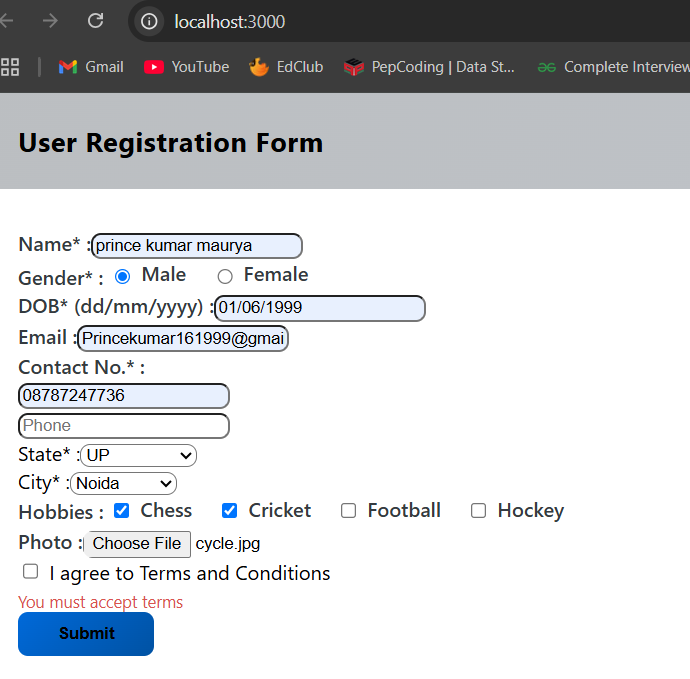 localhost:3000
Gmail YouTube EdClub PepCoding | Data St... Complete Interview
User Registration Form
Name* : prince kumar maurya
Gender* : Male Female
DOB* (dd/mm/yyyy) : 01/06/1999
Email : Princekumar161999@gmai
Contact No.* :
08787247736
Phone
State* : UP
City* : Noida
Hobbies : Chess Cricket Football Hockey
Photo : Choose File cycle.jpg
I agree to Terms and Conditions
You must accept terms
Submit